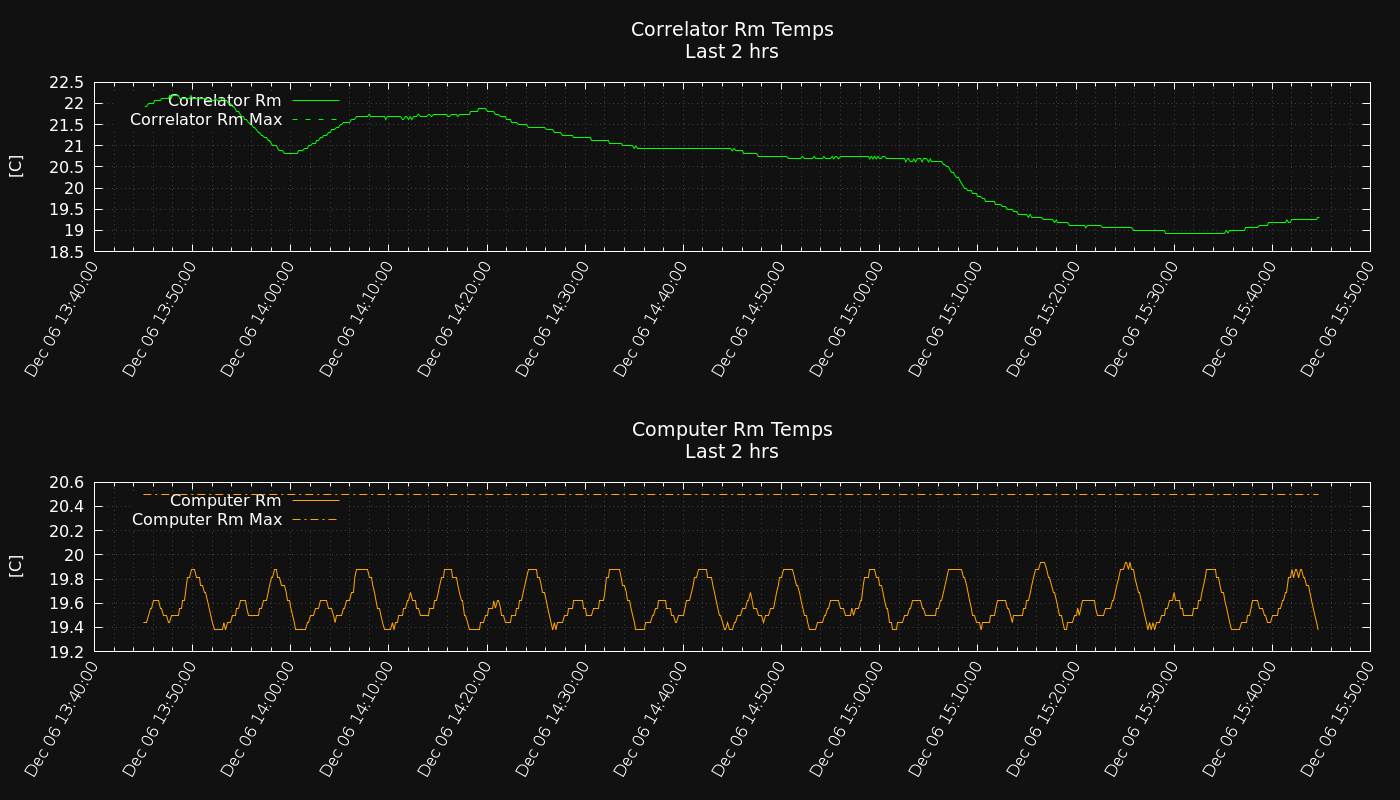 Correlator Rm Temps
Last 2 hrs
[C]
22.5
22
21.5
21
20.5
20
19.5
19
18.5
Correlator Rm
Correlator Rm Max
Dec 06 13:40:00
Dec 06 13:50:00
Dec 06 14:00:00
Dec 06 14:10:00
Dec 06 14:20:00
Dec 06 14:30:00
Dec 06 14:40:00
Dec 06 14:50:00
Dec 06 15:00:00
Dec 06 15:10:00
Dec 06 15:20:00
Dec 06 15:30:00
Dec 06 15:40:00
Dec 06 15:50:00
Computer Rm Temps
Last 2 hrs
[C]
20.6
20.4
20.2
20
19.8
19.6
19.4
19.2
Computer Rm
Computer Rm Max
Dec 06 13:40:00
Dec 06 13:50:00
Dec 06 14:00:00
Dec 06 14:10:00
Dec 06 14:20:00
Dec 06 14:30:00
Dec 06 14:40:00
Dec 06 14:50:00
Dec 06 15:00:00
Dec 06 15:10:00
Dec 06 15:20:00
Dec 06 15:30:00
Dec 06 15:40:00
Dec 06 15:50:00